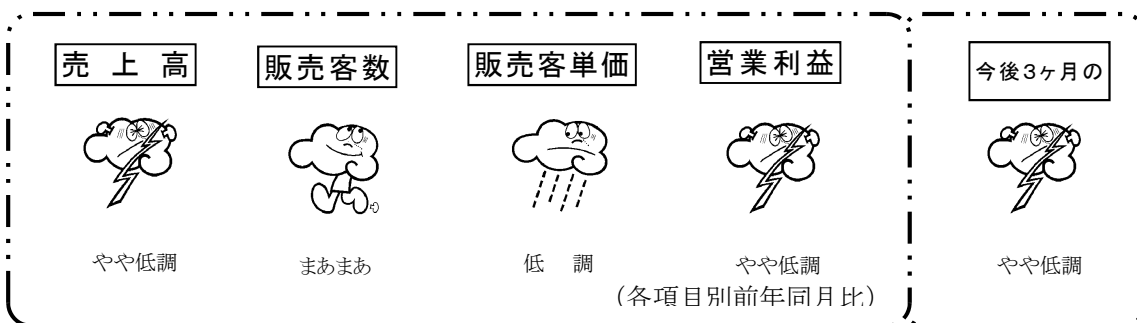 売上高
販売客数
販売客単価
営業利益
今後3ヶ月の
やや低調
まあまあ
低調
やや低調
やや低調
(各項目別前年同月比)